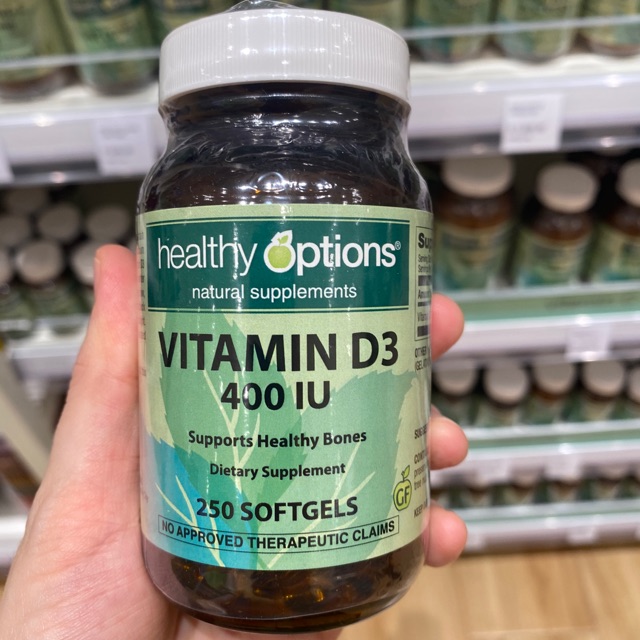 healthy Options®
natural supplements
VITAMIN D3
400 IU
Supports Healthy Bones
Dietary Supplement
250 SOFTGELS
GF
NO APPROVED THERAPEUTIC CLAIMS